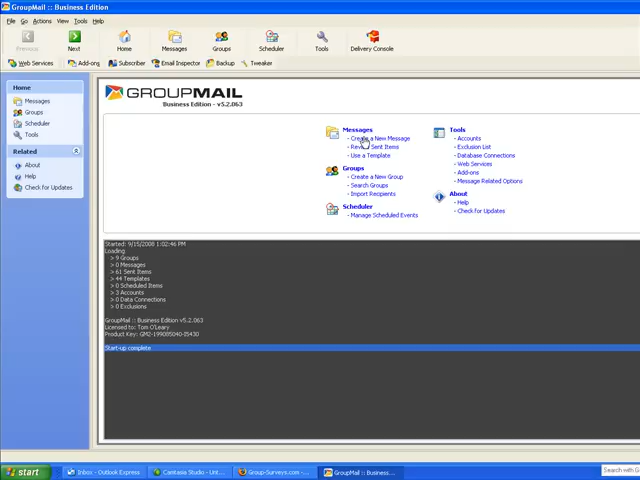 GroupMail :: Business Edition
File Go Actions View Tools Help
Previous Next Home Messages Groups Scheduler Tools Delivery Console
Web Services Add-ons Subscriber Email Inspector Backup Tweaker
Home
Messages
Groups
Scheduler
Tools
Related
About
Help
Check for Updates
GROUPMAIL
Business Edition - v5.2.063
Messages
- Create a New Message
- Review Sent Items
- Use a Template
Groups
- Create a New Group
- Search Groups
- Import Recipients
Scheduler
- Manage Scheduled Events
Tools
- Accounts
- Exclusion List
- Database Connections
- Web Services
- Add-ons
- Message Related Options
About
- Help
- Check for Updates
Started: 9/15/2008 1:02:46 PM
Loading
> 9 Groups
> 0 Messages
> 61 Sent Items
> 44 Templates
> 0 Scheduled Items
> 3 Accounts
> 0 Data Connections
> 0 Exclusions
GroupMail :: Business Edition v5.2.063
Licensed to: Tom O'Leary
Product Key: GM2-199085040-I5430
Start-up complete
start Inbox - Outlook Express Camtasia Studio - Unt... Group-Surveys.com -... GroupMail :: Business... Search with G